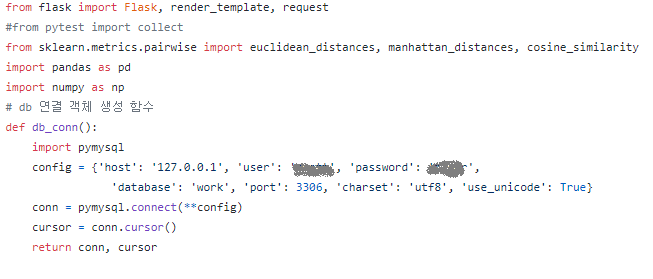 from flask import Flask, render_template, request
#from pytest import collect
from sklearn.metrics.pairwise import euclidean_distances, manhattan_distances, cosine_similarity
import pandas as pd
import numpy as np
# db 연결 객체 생성 함수
def db_conn():
    import pymysql
    config = {'host': '127.0.0.1', 'user': '', 'password': '',
              'database': 'work', 'port': 3306, 'charset': 'utf8', 'use_unicode': True}
    conn = pymysql.connect(**config)
    cursor = conn.cursor()
    return conn, cursor